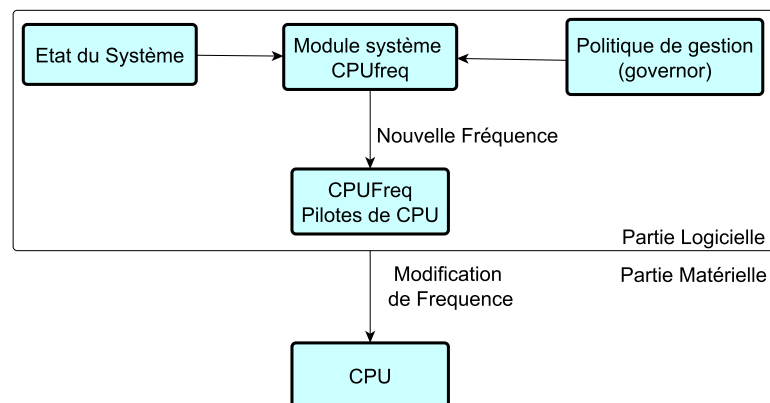 Etat du Système
Module système
CPUfreq
Politique de gestion
(governor)
Nouvelle Fréquence
CPUFreq
Pilotes de CPU
Partie Logicielle
Modification
de Frequence
Partie Matérielle
CPU